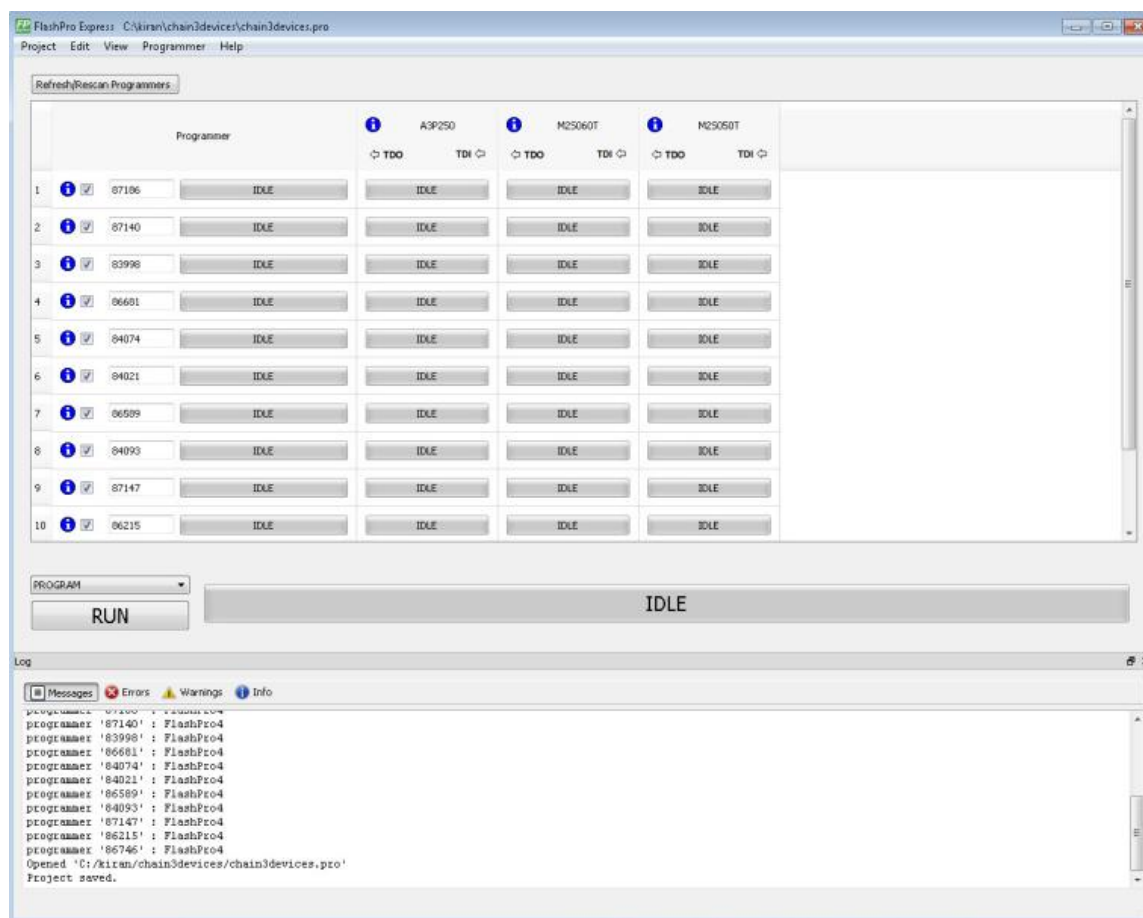 FlashPro Express C:\kiran\chain3devices\chain3devices.pro
Project Edit View Programmer Help
Refresh/Rescan Programmers
Programmer A3P250 M2S060T M2S050T
TDO TDI TDO TDI TDO TDI
1 87186 IDLE IDLE IDLE IDLE
2 87140 IDLE IDLE IDLE IDLE
3 83998 IDLE IDLE IDLE IDLE
4 86681 IDLE IDLE IDLE IDLE
5 84074 IDLE IDLE IDLE IDLE
6 84021 IDLE IDLE IDLE IDLE
7 86589 IDLE IDLE IDLE IDLE
8 84093 IDLE IDLE IDLE IDLE
9 87147 IDLE IDLE IDLE IDLE
10 86215 IDLE IDLE IDLE IDLE
PROGRAM
RUN IDLE
Log
Messages Errors Warnings Info
programmer '87186' : FlashPro4
programmer '87140' : FlashPro4
programmer '83998' : FlashPro4
programmer '86681' : FlashPro4
programmer '84074' : FlashPro4
programmer '84021' : FlashPro4
programmer '86589' : FlashPro4
programmer '84093' : FlashPro4
programmer '87147' : FlashPro4
programmer '86215' : FlashPro4
programmer '86746' : FlashPro4
Opened 'C:/kiran/chain3devices/chain3devices.pro'
Project saved.